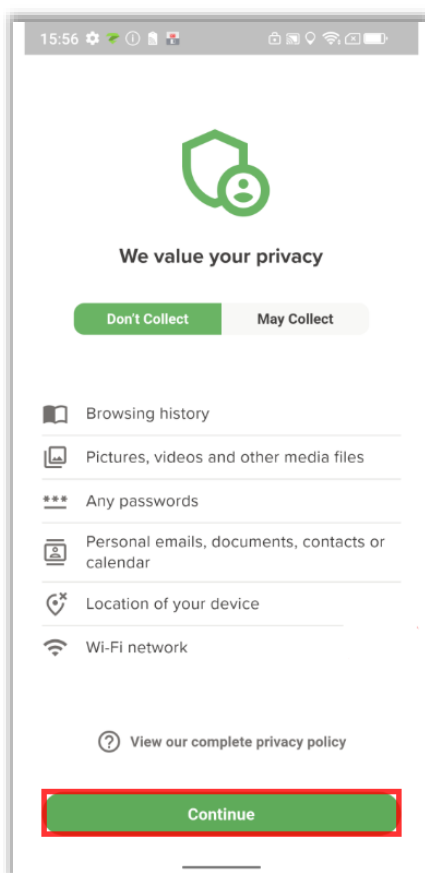 15:56
We value your privacy
Don't Collect May Collect
Browsing history
Pictures, videos and other media files
Any passwords
Personal emails, documents, contacts or
calendar
Location of your device
Wi-Fi network
View our complete privacy policy
Continue